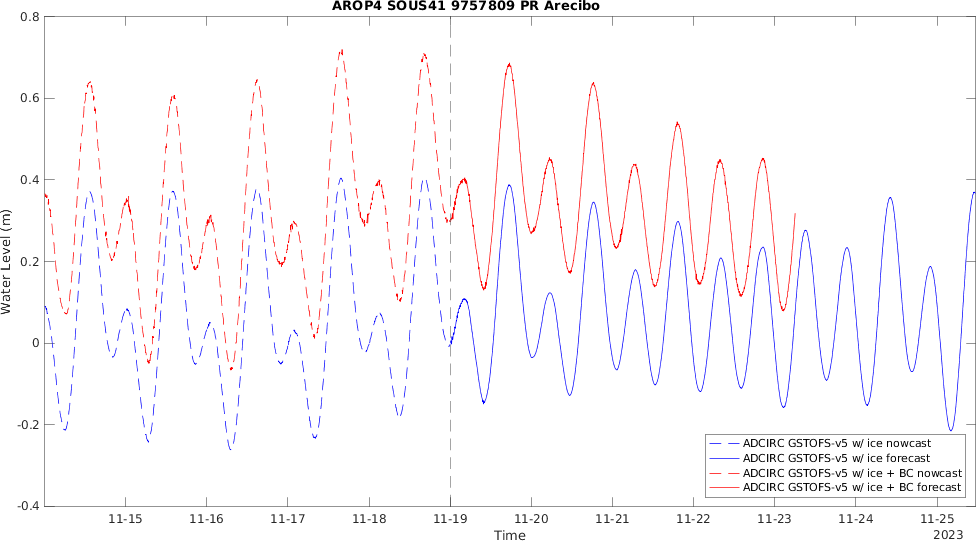 AROP4 SOUS41 9757809 PR Arecibo
0.8
0.6
0.4
0.2
0
-0.2
-0.4
Water Level (m)
ADCIRC GSTOFS-v5 w/ ice nowcast
ADCIRC GSTOFS-v5 w/ ice forecast
ADCIRC GSTOFS-v5 w/ ice + BC nowcast
ADCIRC GSTOFS-v5 w/ ice + BC forecast
11-15 11-16 11-17 11-18 11-19 11-20 11-21 11-22 11-23 11-24 11-25
Time
2023